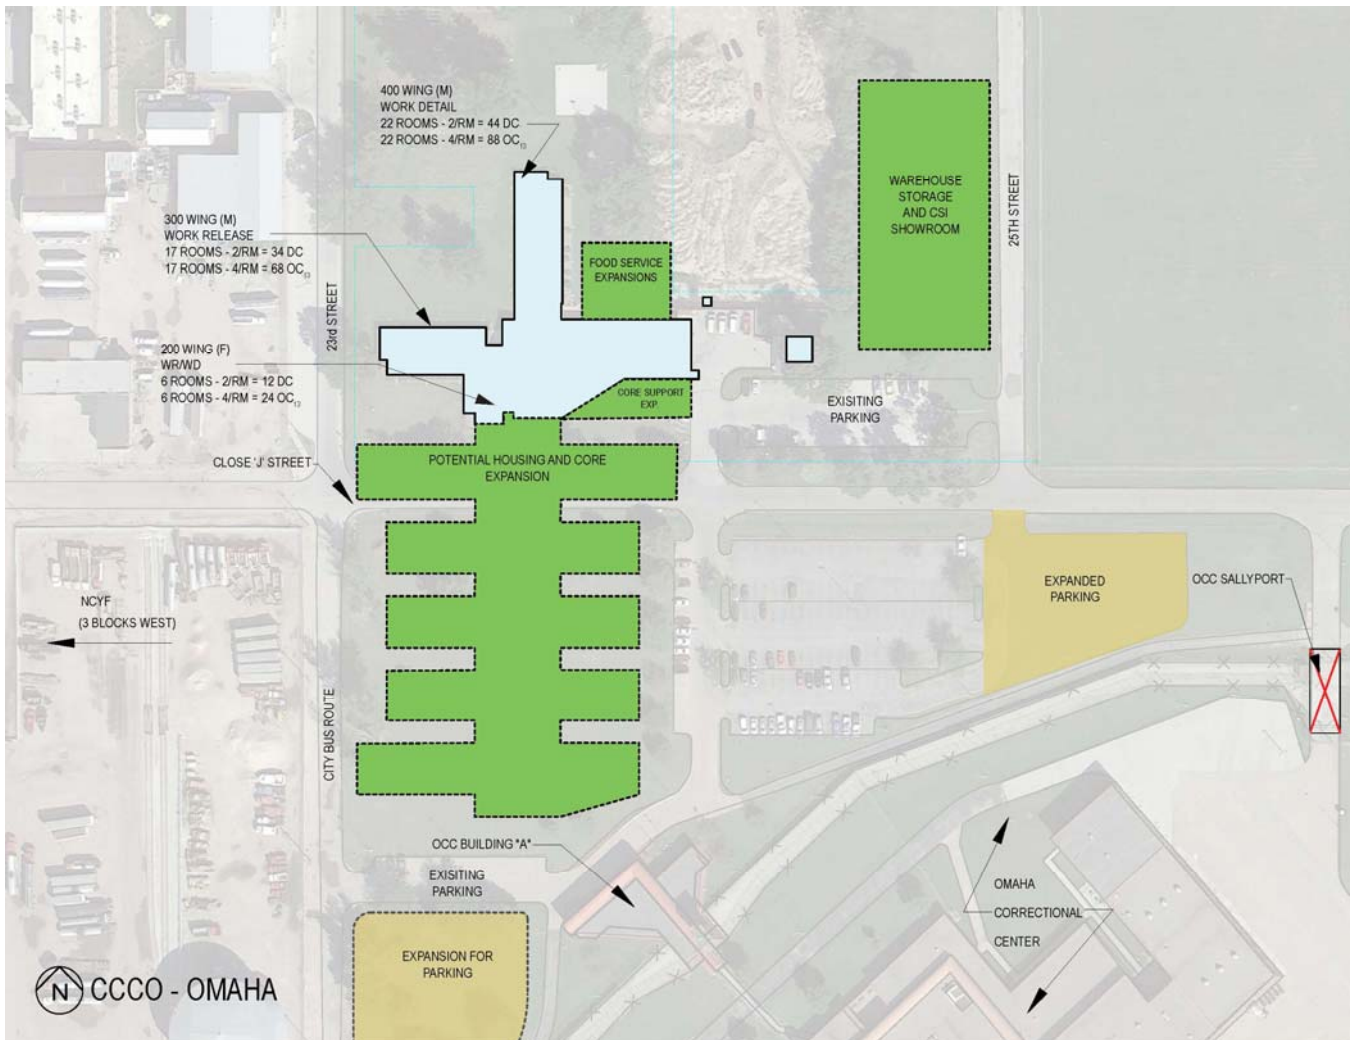 400 WING (M)
WORK DETAIL
22 ROOMS - 2/RM = 44 DC
22 ROOMS - 4/RM = 88 OC13
WAREHOUSE
STORAGE
AND CSI
SHOWROOM
25TH STREET
300 WING (M)
WORK RELEASE
17 ROOMS - 2/RM = 34 DC
17 ROOMS - 4/RM = 68 OC13
FOOD SERVICE
EXPANSIONS
23rd STREET
200 WING (F)
WR/WD
6 ROOMS - 2/RM = 12 DC
6 ROOMS - 4/RM = 24 OC13
CORE SUPPORT
EXP.
EXISITING
PARKING
CLOSE 'J' STREET
POTENTIAL HOUSING AND CORE
EXPANSION
EXPANDED
PARKING
OCC SALLYPORT
NCYF
(3 BLOCKS WEST)
CITY BUS ROUTE
OCC BUILDING "A"
EXISITING
PARKING
OMAHA
CORRECTIONAL
CENTER
EXPANSION FOR
PARKING
N CCCO - OMAHA